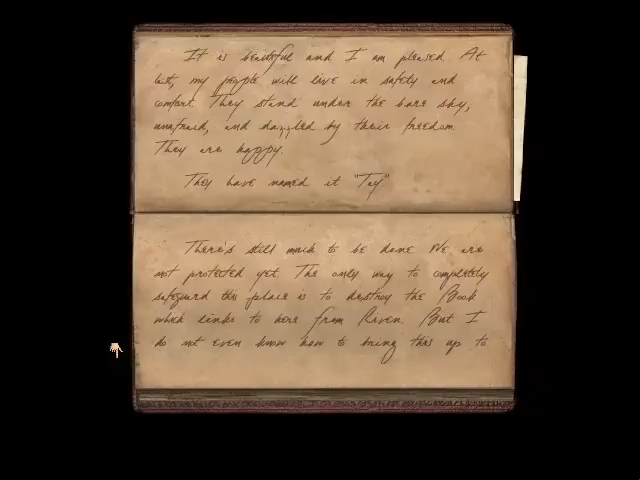 It is beautiful and I am pleased. At
last, my people will live in safety and
comfort. They stand under the bare sky,
unafraid, and dazzled by their freedom.
They are happy.
They have named it "Tay."
There's still much to be done. We are
not protected yet. The only way to completely
safeguard this place is to destroy the Book
which links to here from Riven. But I
do not even know how to bring this up to